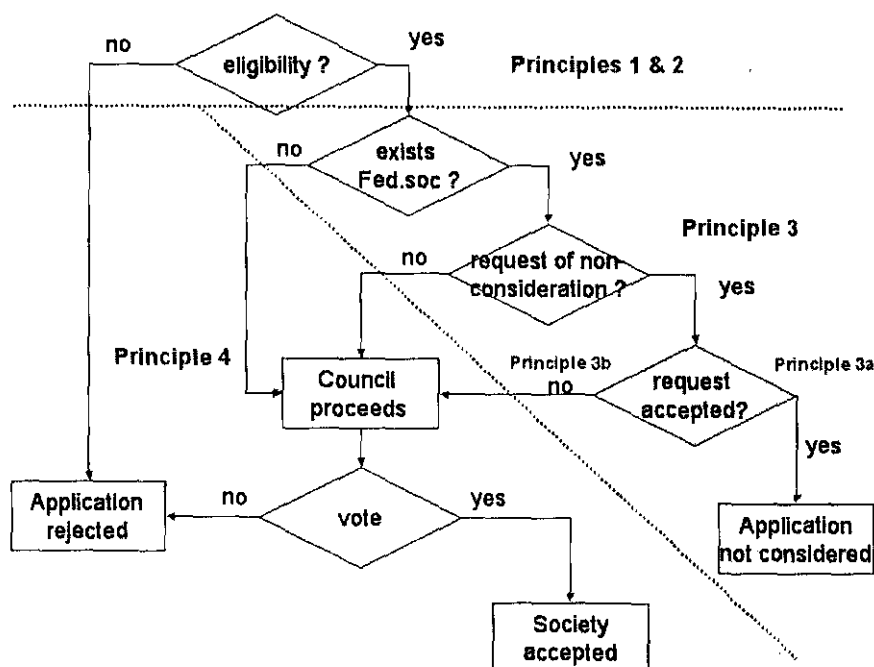 no
yes
eligibility ?
Principles 1 & 2
no
exists
Fed.soc ?
yes
Principle 3
no
request of non-
consideration ?
yes
Principle 4
Council
proceeds
Principle 3b
no
request
accepted?
Principle 3a
yes
Application
rejected
no
vote
yes
Application
not considered
Society
accepted